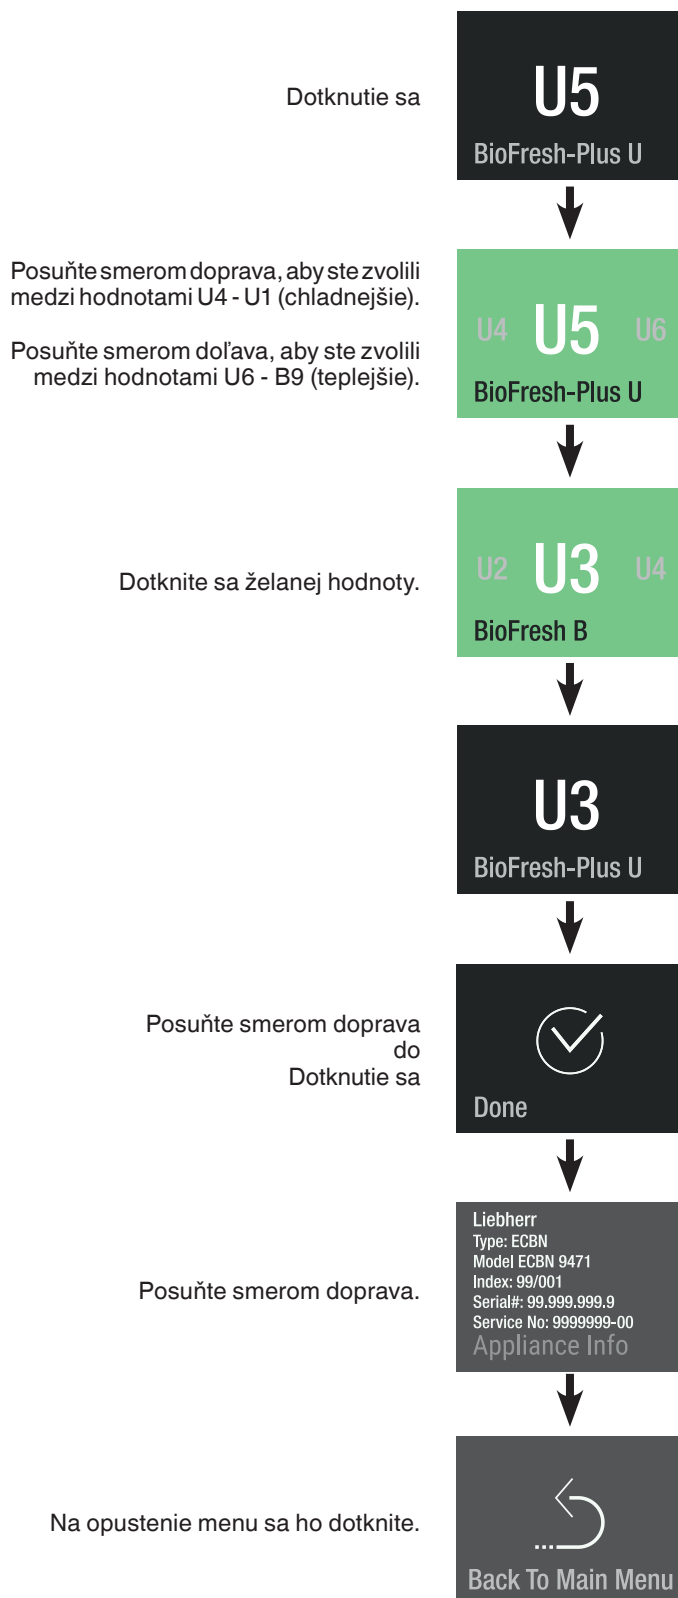 Dotknutie sa
U5
BioFresh-Plus U
Posuňte smerom doprava, aby ste zvolili
medzi hodnotami U4 - U1 (chladnejšie).
Posuňte smerom doľava, aby ste zvolili
medzi hodnotami U6 - B9 (teplejšie).
U4 U5 U6
BioFresh-Plus U
Dotknite sa želanej hodnoty.
U2 U3 U4
BioFresh B
U3
BioFresh-Plus U
Posuňte smerom doprava
do
Dotknutie sa
Done
Posuňte smerom doprava.
Liebherr
Type: ECBN
Model ECBN 9471
Index: 99/001
Serial#: 99.999.999.9
Service No: 9999999-00
Appliance Info
Na opustenie menu sa ho dotknite.
Back To Main Menu